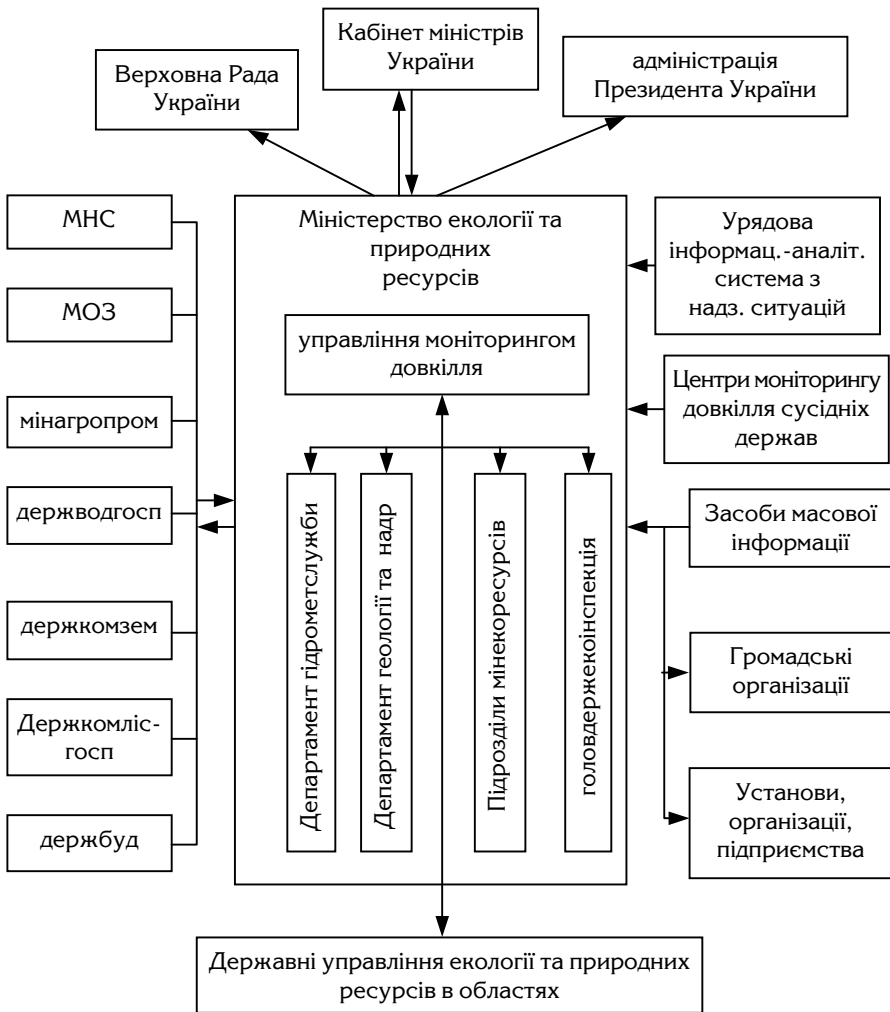 Кабінет міністрів
України
Верховна Рада
України
адміністрація
Президента України
МНС
МОЗ
мінагропром
держводгосп
держкомзем
Держкомліс-
госп
держбуд
Міністерство екології та
природних
ресурсів
управління моніторингом
довкілля
Департамент гідрометслужби
Департамент геології та надр
Підрозділи мінекоресурсів
головдержекоінспекція
Урядова
інформац.-аналіт.
система з
надз. ситуацій
Центри моніторингу
довкілля сусідніх
держав
Засоби масової
інформації
Громадські
організації
Установи,
організації,
підприємства
Державні управління екології та природних
ресурсів в областях